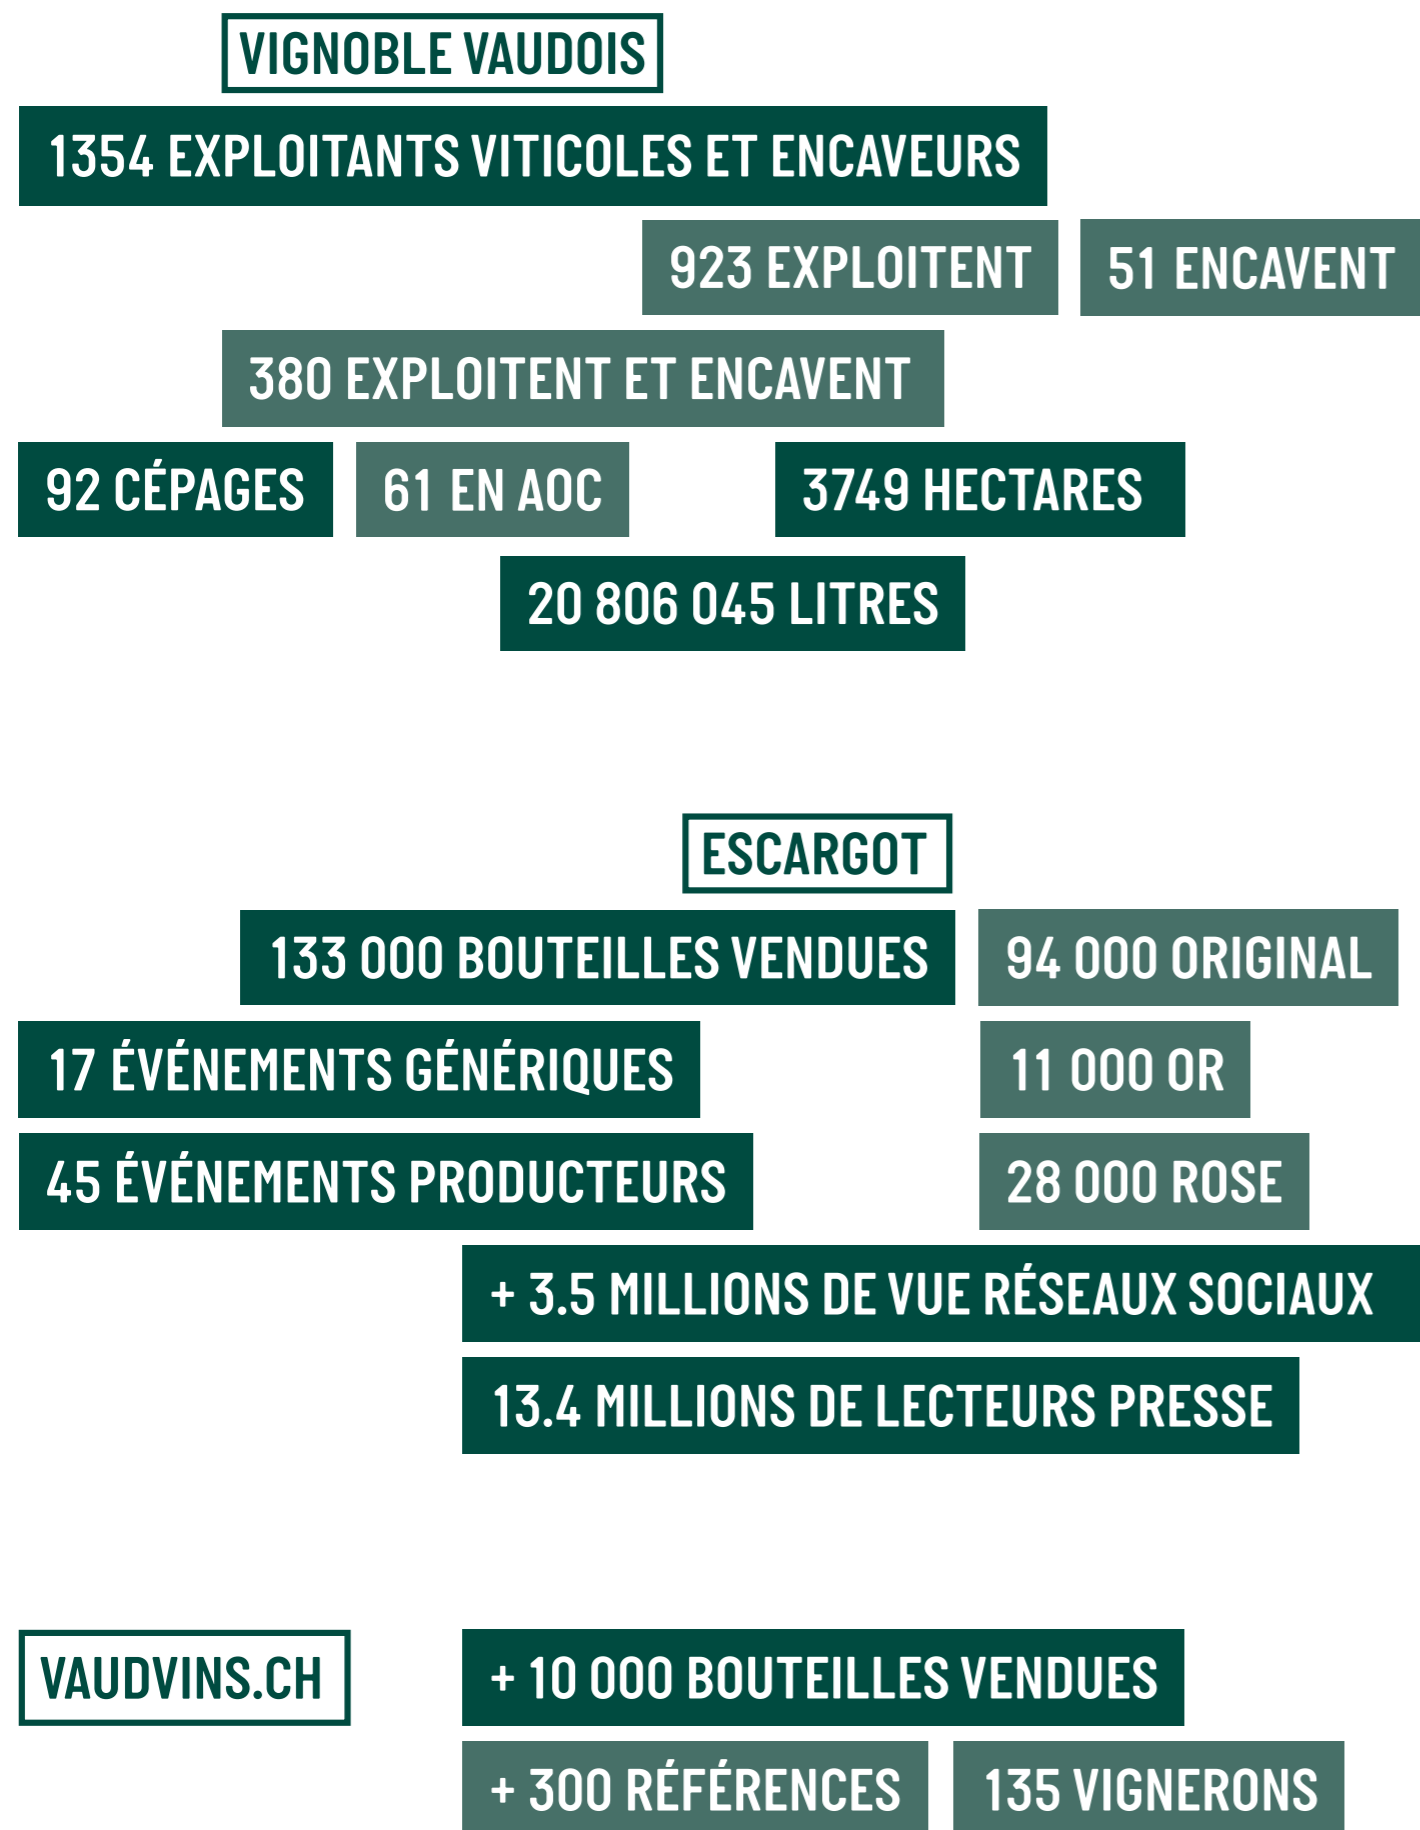 VIGNOBLE VAUDOIS
1354 EXPLOITANTS VITICOLES ET ENCAVEURS
923 EXPLOITENT
51 ENCAVENT
380 EXPLOITENT ET ENCAVENT
92 CÉPAGES
61 EN AOC
3749 HECTARES
20 806 045 LITRES
ESCARGOT
133 000 BOUTEILLES VENDUES
94 000 ORIGINAL
17 ÉVÉNEMENTS GÉNÉRIQUES
11 000 OR
45 ÉVÉNEMENTS PRODUCTEURS
28 000 ROSE
+ 3.5 MILLIONS DE VUE RÉSEAUX SOCIAUX
13.4 MILLIONS DE LECTEURS PRESSE
VAUDVINS.CH
+ 10 000 BOUTEILLES VENDUES
+ 300 RÉFÉRENCES
135 VIGNERONS